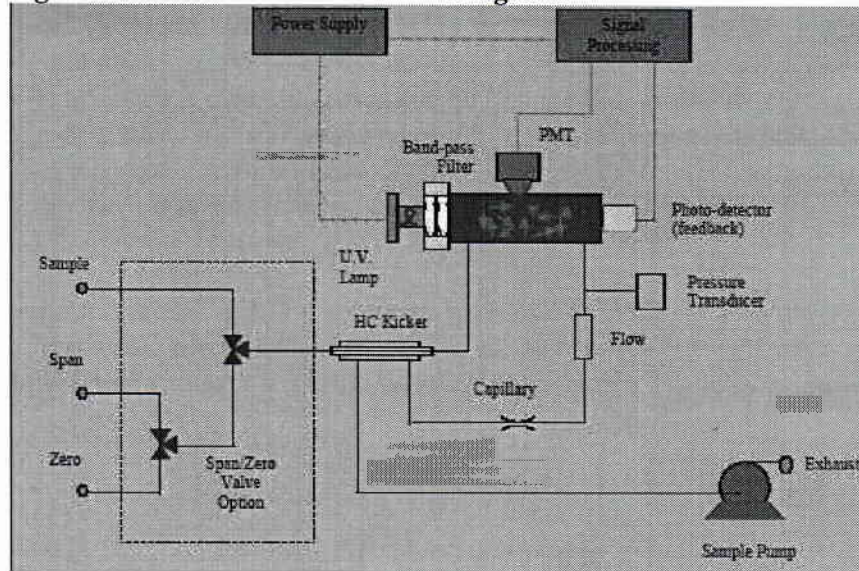 Power Supply
Signal
Processing
PMT
Band-pass
Filter
Photo-detector
(feedback)
U.V.
Lamp
Sample
Pressure
Transducer
HC Kicker
Flow
Span
Capillary
Zero
Span/Zero
Valve
Option
Exhaust
Sample Pump